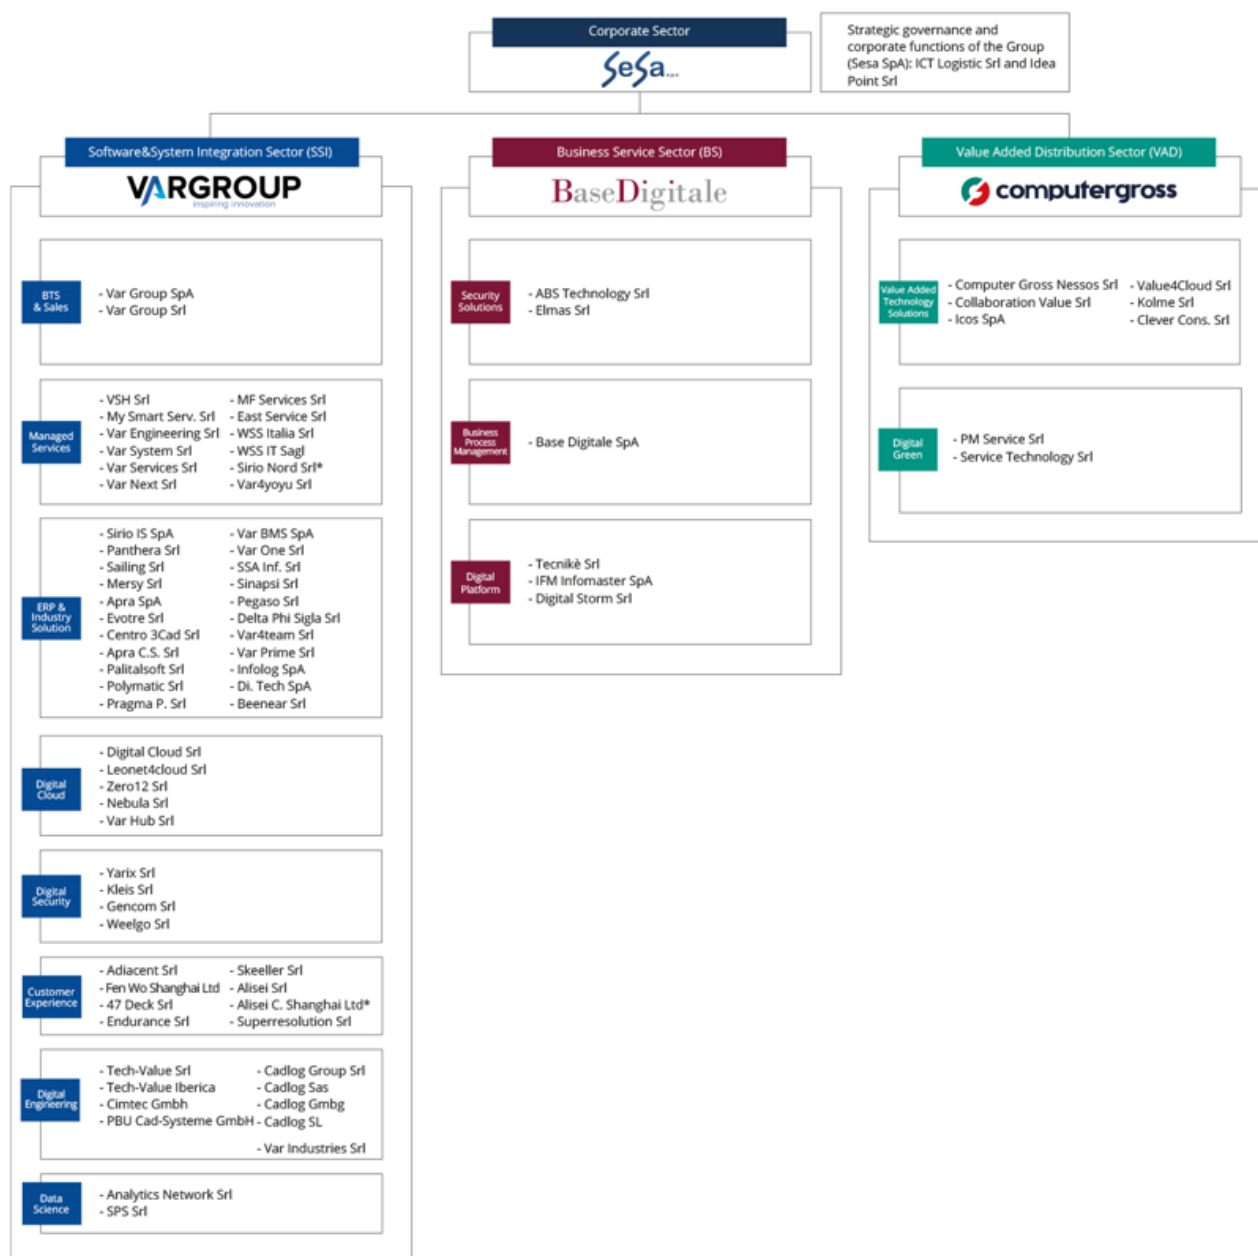 Corporate Sector
SeSa S.p.A.
Strategic governance and
corporate functions of the Group
(Sesa SpA): ICT Logistic Srl and Idea
Point Srl
Software&System Integration Sector (SSI)
VARGROUP
inspiring innovation
BTS
& Sales
- Var Group SpA
- Var Group Srl
Managed
Services
- VSH Srl
- My Smart Serv. Srl
- Var Engineering Srl
- Var System Srl
- Var Services Srl
- Var Next Srl
- MF Services Srl
- East Service Srl
- WSS Italia Srl
- WSS IT Sagl
- Sirio Nord Srl*
- Var4yoyu Srl
ERP &
Industry
Solution
- Sirio IS SpA
- Panthera Srl
- Sailing Srl
- Mersy Srl
- Apra SpA
- Evotre Srl
- Centro 3Cad Srl
- Apra C.S. Srl
- Palitalsoft Srl
- Polymatic Srl
- Pragma P. Srl
- Var BMS SpA
- Var One Srl
- SSA Inf. Srl
- Sinapsi Srl
- Pegaso Srl
- Delta Phi Sigla Srl
- Var4team Srl
- Var Prime Srl
- Infolog SpA
- Di. Tech SpA
- Beenear Srl
Digital
Cloud
- Digital Cloud Srl
- Leonet4cloud Srl
- Zero12 Srl
- Nebula Srl
- Var Hub Srl
Digital
Security
- Yarix Srl
- Kleis Srl
- Gencom Srl
- Weelgo Srl
Customer
Experience
- Adiacent Srl
- Fen Wo Shanghai Ltd
- 47 Deck Srl
- Endurance Srl
- Skeeller Srl
- Alisei Srl
- Alisei C. Shanghai Ltd*
- Superresolution Srl
Digital
Engineering
- Tech-Value Srl
- Tech-Value Iberica
- Cimtec Gmbh
- PBU Cad-Systeme GmbH
- Cadlog Group Srl
- Cadlog Sas
- Cadlog Gmbg
- Cadlog SL
- Var Industries Srl
Data
Science
- Analytics Network Srl
- SPS Srl
Business Service Sector (BS)
BaseDigitale
Security
Solutions
- ABS Technology Srl
- Elmas Srl
Business
Process
Management
- Base Digitale SpA
Digital
Platform
- Tecnikè Srl
- IFM Infomaster SpA
- Digital Storm Srl
Value Added Distribution Sector (VAD)
computergross
Value Added
Technology
Solutions
- Computer Gross Nessos Srl
- Collaboration Value Srl
- Icos SpA
- Value4Cloud Srl
- Kolme Srl
- Clever Cons. Srl
Digital
Green
- PM Service Srl
- Service Technology Srl